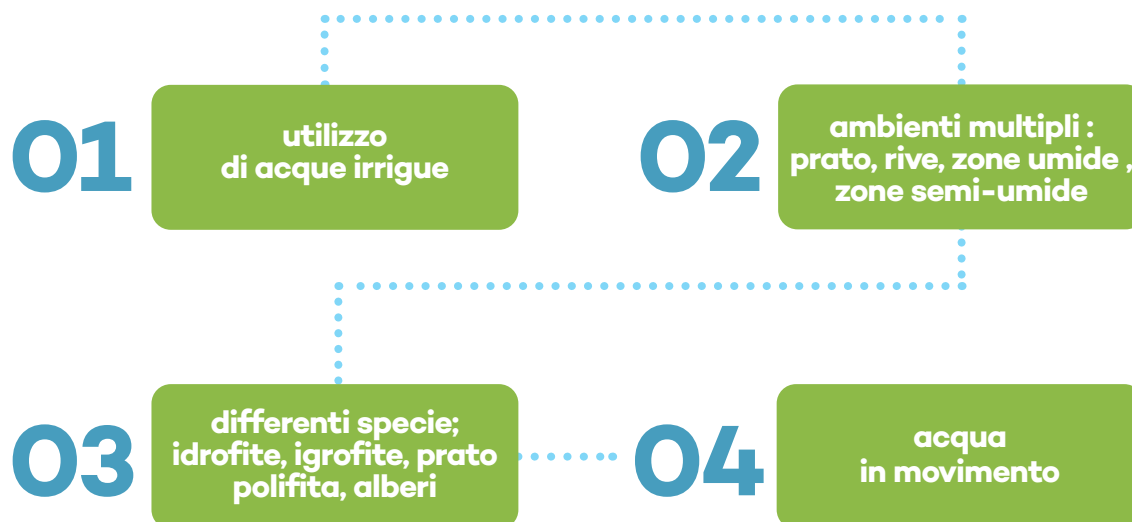 01
utilizzo
di acque irrigue
02
ambienti multipli :
prato, rive, zone umide ,
zone semi-umide
03
differenti specie;
idrofite, igrofite, prato
polifita, alberi
04
acqua
in movimento